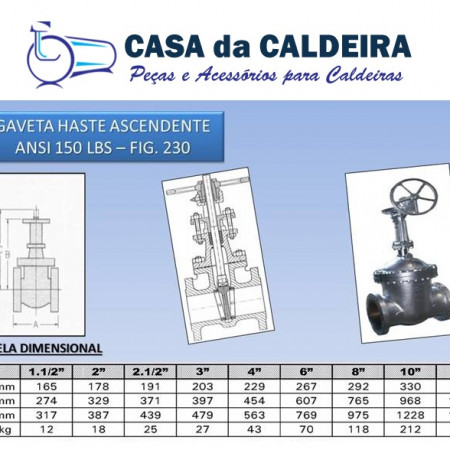 CASA da CALDEIRA
Peças e Acessórios para Caldeiras
GAVETA HASTE ASCENDENTE
ANSI 150 LBS – FIG. 230
B
A
ELA DIMENSIONAL
1.1/2" 2" 2.1/2" 3" 4" 6" 8" 10"
mm 165 178 191 203 229 267 292 330
mm 274 329 371 397 454 607 765 968
mm 317 387 439 479 563 769 975 1228
kg 12 18 25 27 43 70 118 212